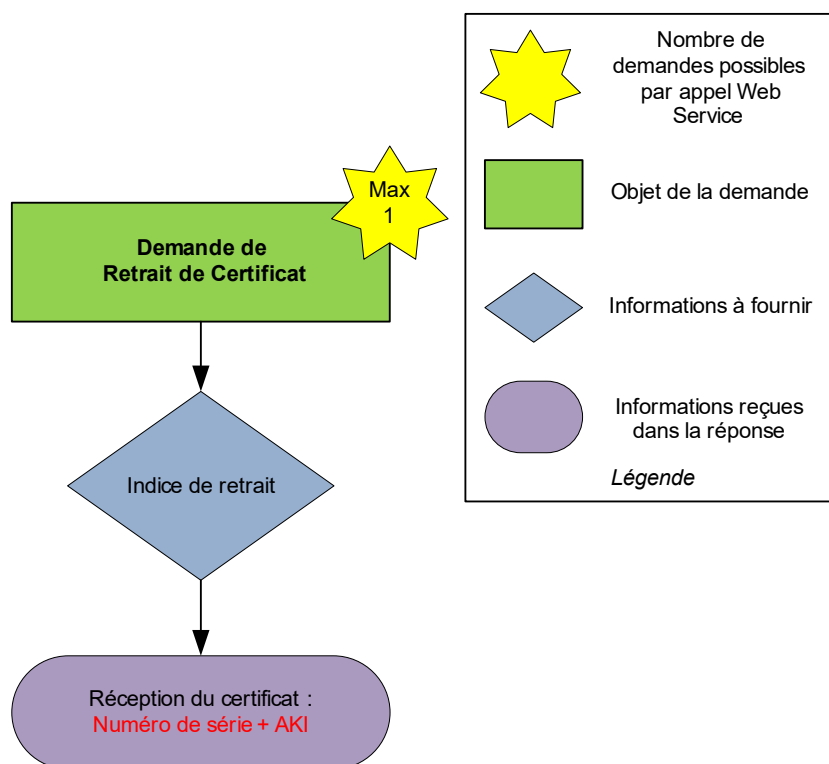 Nombre de
demandes possibles
par appel Web
Service
Max
1
Demande de
Retrait de Certificat
Objet de la demande
Informations à fournir
Indice de retrait
Informations reçues
dans la réponse
Légende
Réception du certificat :
Numéro de série + AKI